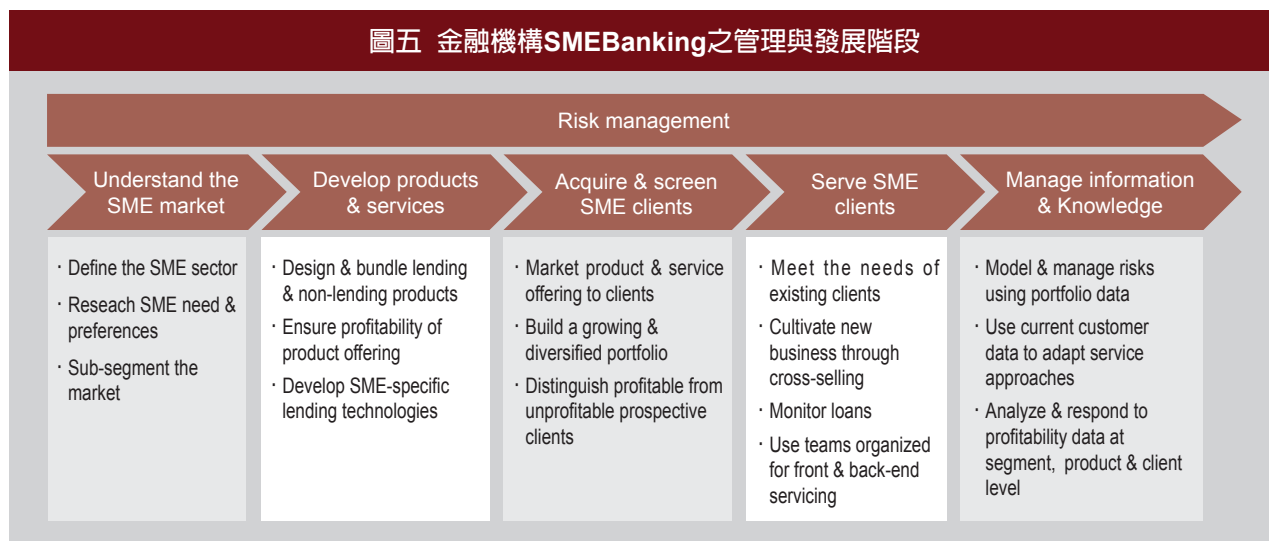 圖五 金融機構SMEBanking之管理與發展階段
Risk management
Understand the
SME market
Develop products
& services
Acquire & screen
SME clients
Serve SME
clients
Manage information
& Knowledge
· Define the SME sector
· Reseach SME need &
preferences
· Sub-segment the
market
· Design & bundle lending
& non-lending products
· Ensure profitability of
product offering
· Develop SME-specific
lending technologies
· Market product & service
offering to clients
· Build a growing &
diversified portfolio
· Distinguish profitable from
unprofitable prospective
clients
· Meet the needs of
existing clients
· Cultivate new
business through
cross-selling
· Monitor loans
· Use teams organized
for front & back-end
servicing
· Model & manage risks
using portfolio data
· Use current customer
data to adapt service
approaches
· Analyze & respond to
profitability data at
segment, product & client
level